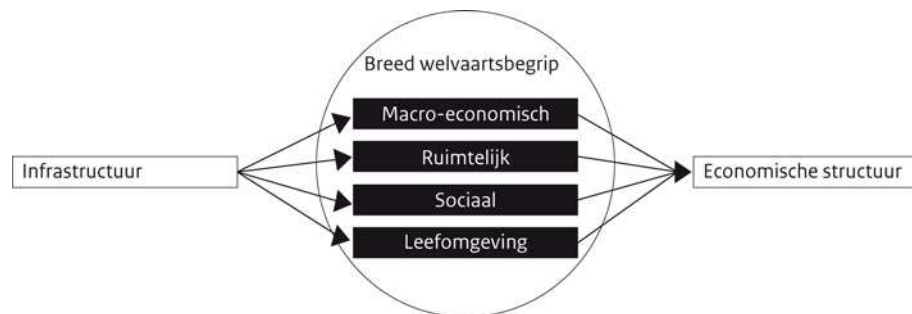 Breed welvaartsbegrip
Macro-economisch
Ruimtelijk
Infrastructuur
Economische structuur
Sociaal
Leefomgeving